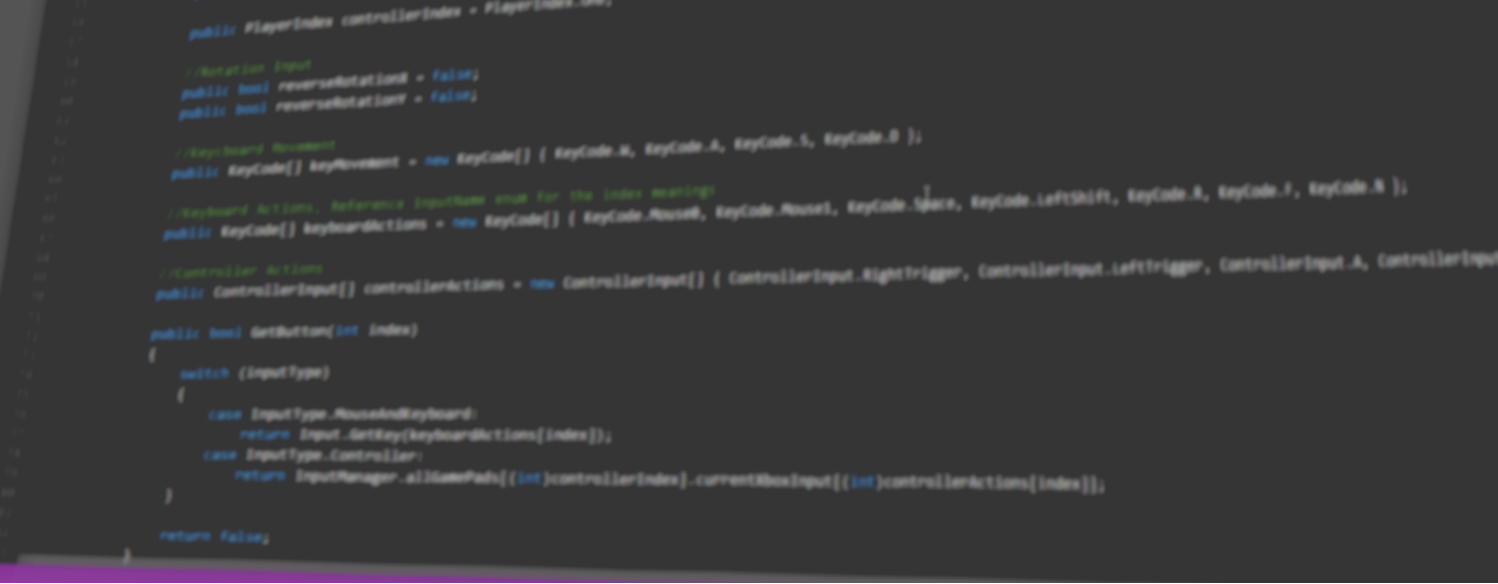 public PlayerIndex controllerIndex = PlayerIndex.One;
//Rotation Input
public bool reverseRotationX = false;
public bool reverseRotationY = false;
//Keyboard Movement
public KeyCode[] keyMovement = new KeyCode[] { KeyCode.W, KeyCode.A, KeyCode.S, KeyCode.D };
//Keyboard Actions, Reference InputName enum for the index meanings
public KeyCode[] keyboardActions = new KeyCode[] { KeyCode.Mouse0, KeyCode.Mouse1, KeyCode.Space, KeyCode.LeftShift, KeyCode.R, KeyCode.F, KeyCode.N };
//Controller Actions
public ControllerInput[] controllerActions = new ControllerInput[] { ControllerInput.RightTrigger, ControllerInput.LeftTrigger, ControllerInput.A, ControllerInput
public bool GetButton(int index)
{
switch (inputType)
{
case InputType.MouseAndKeyboard:
return Input.GetKey(keyboardActions[index]);
case InputType.Controller:
return InputManager.allGamePads[(int)controllerIndex].currentXboxInput[(int)controllerActions[index]];
}
return false;
}